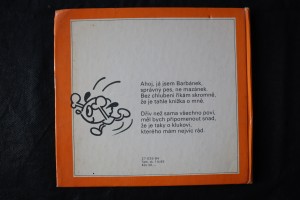 Ahoj, já jsem Barbánek,
správný pes, ne mazánek.
Bez chlubení říkám skromně,
že je tahle knížka o mně.
Dřív než sama všechno poví,
měl bych připomenout snad,
že je taky o klukovi,
kterého mám nejvíc rád.